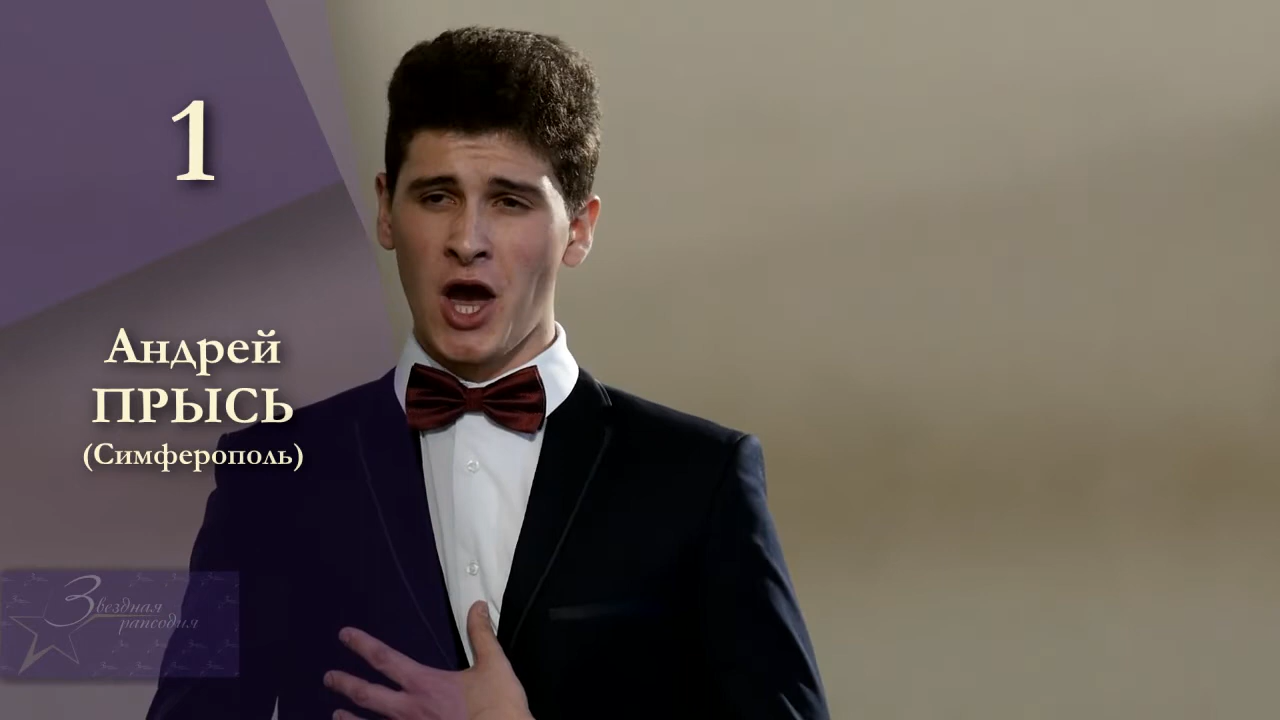 1
Андрей
ПРЫСЬ
(Симферополь)
Звездная
рапсодия